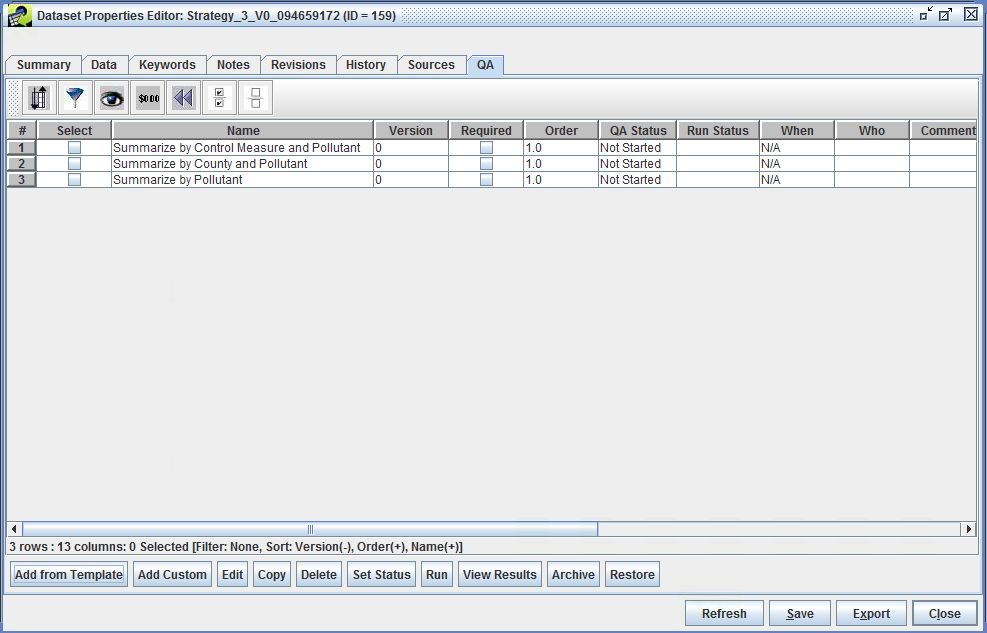 Dataset Properties Editor: Strategy_3_V0_094659172 (ID = 159)
Summary Data Keywords Notes Revisions History Sources QA
$0.00
# Select Name Version Required Order QA Status Run Status When Who Comment
1 Summarize by Control Measure and Pollutant 0 1.0 Not Started N/A
2 Summarize by County and Pollutant 0 1.0 Not Started N/A
3 Summarize by Pollutant 0 1.0 Not Started N/A
3 rows : 13 columns: 0 Selected [Filter: None, Sort: Version(-), Order(+), Name(+)]
Add from Template Add Custom Edit Copy Delete Set Status Run View Results Archive Restore
Refresh Save Export Close